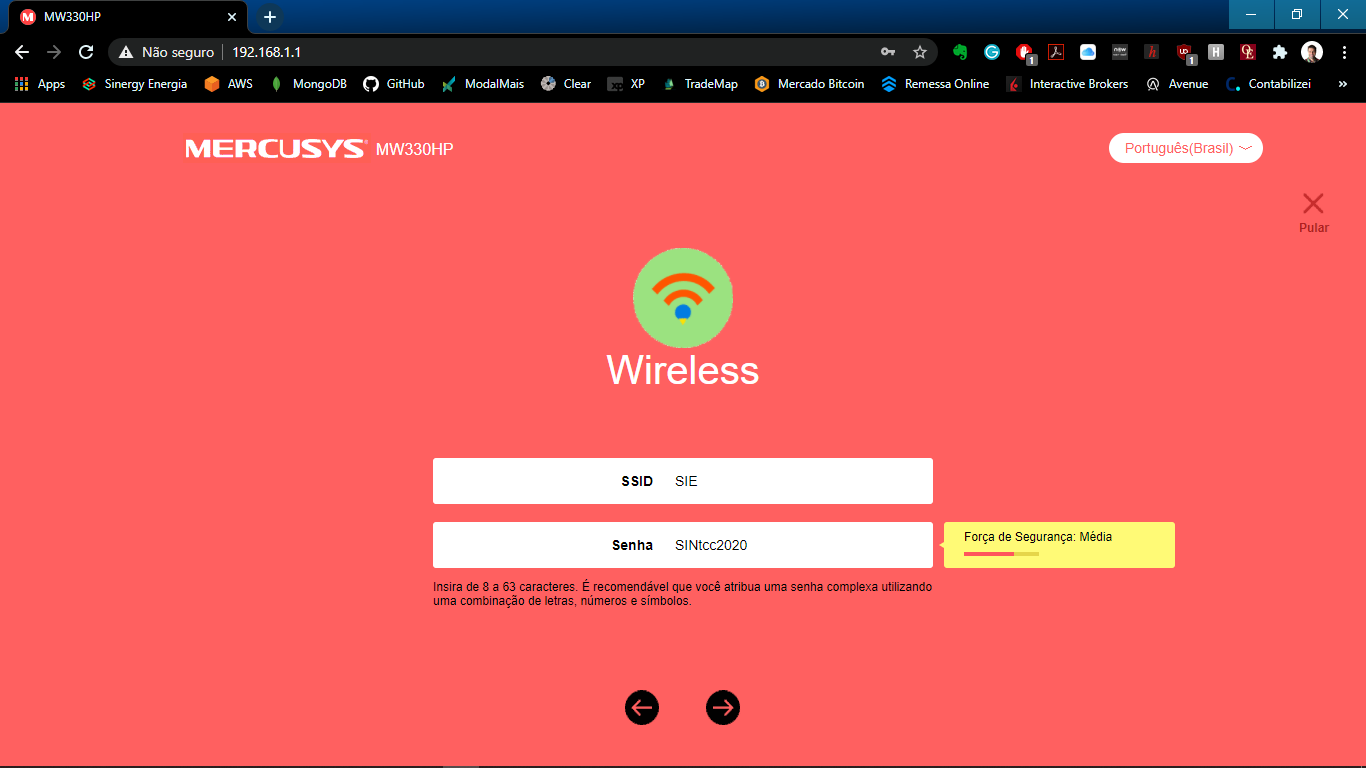 MW330HP
Não seguro 192.168.1.1
Apps Sinergy Energia AWS MongoDB GitHub ModalMais Clear XP TradeMap Mercado Bitcoin Remessa Online Interactive Brokers Avenue Contabilizei »
MERCUSYS MW330HP
Português(Brasil)
Pular
Wireless
SSID SIE
Senha SINtcc2020
Força de Segurança: Média
Insira de 8 a 63 caracteres. É recomendável que você atribua uma senha complexa utilizando
uma combinação de letras, números e símbolos.